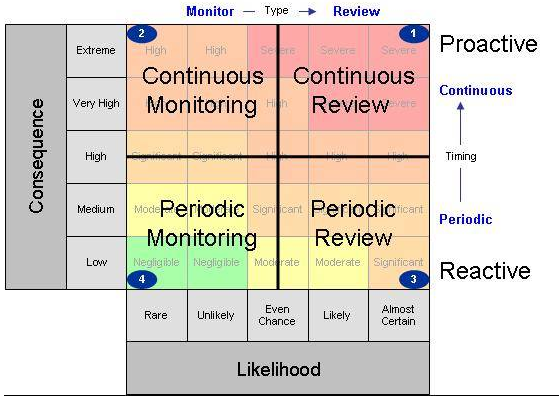 Monitor Type Review
2 1
Extreme High High Severe Severe Severe Proactive
Continuous Monitoring
Continuous Review
Very High High Severe Continuous
High Significant Significant High High High Timing
Consequence
Medium Significant Periodic
Periodic Monitoring
Periodic Review
Low Negligible Negligible Moderate Moderate Significant Reactive
4 3
Rare Unlikely Even Chance Likely Almost Certain
Likelihood